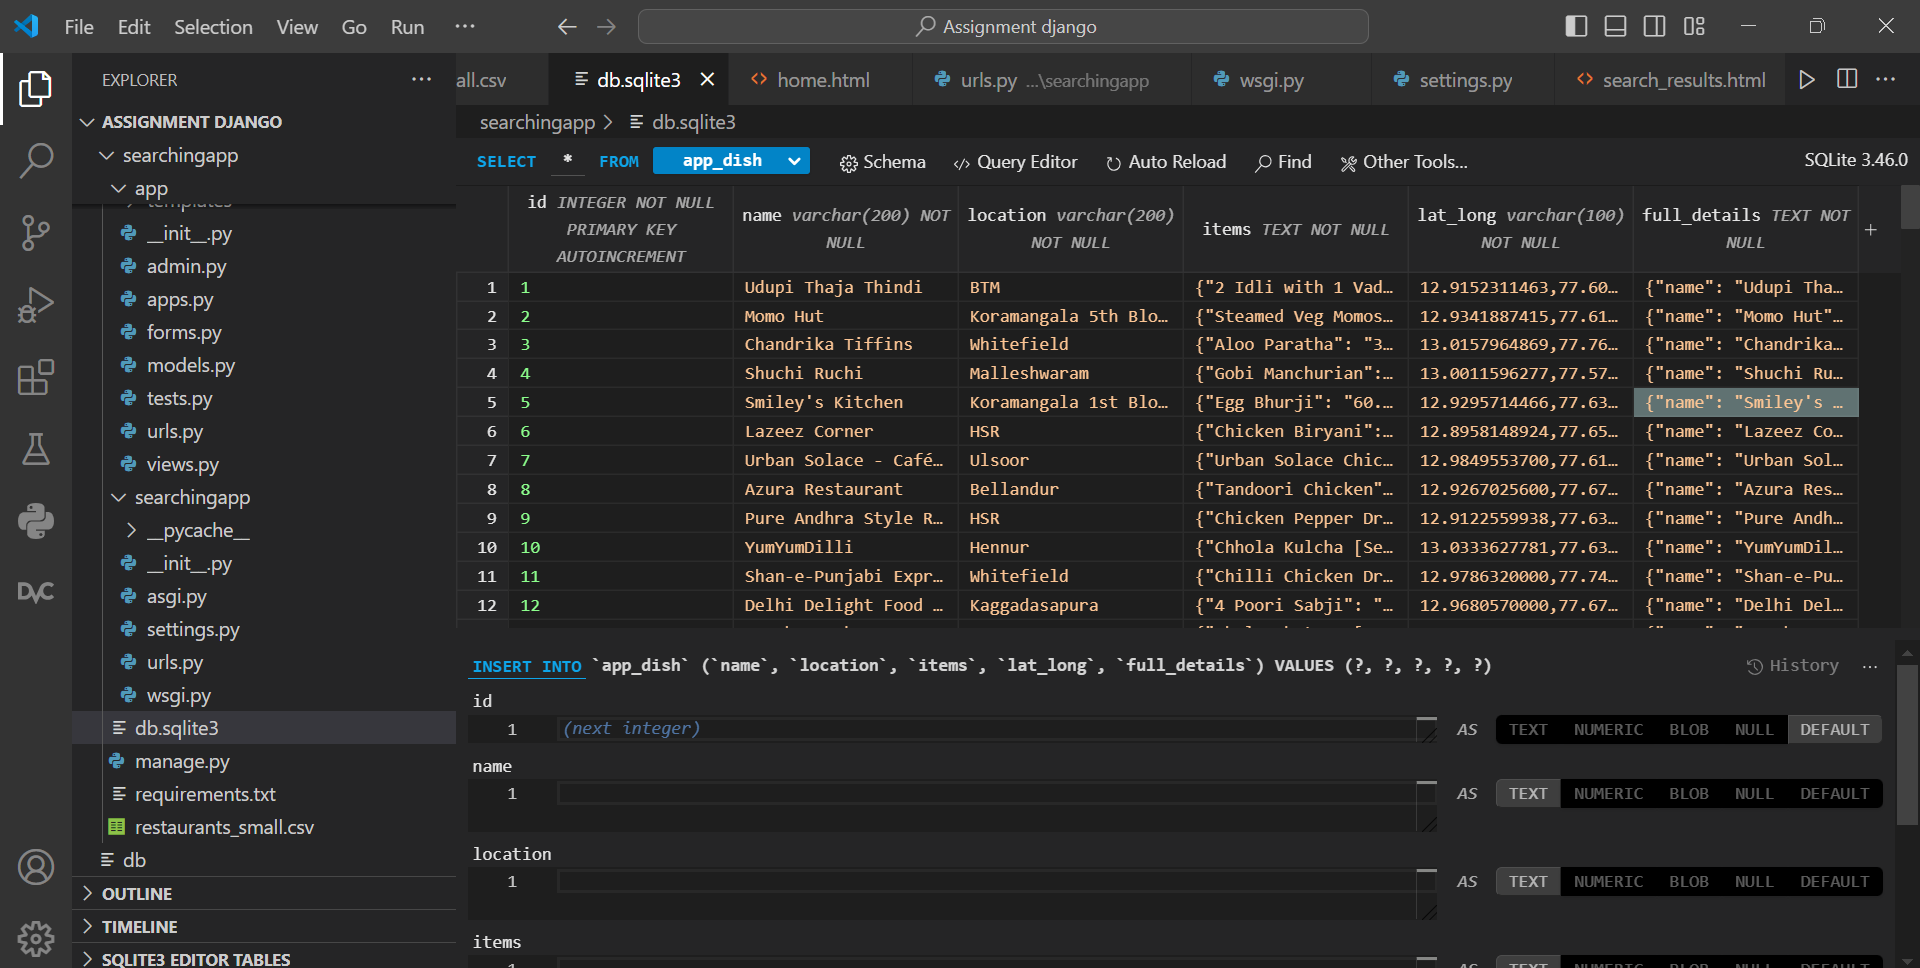 File Edit Selection View Go Run ··· Assignment django
EXPLORER ···
all.csv db.sqlite3 home.html urls.py ...\searchingapp wsgi.py settings.py search_results.html ···
ASSIGNMENT DJANGO
searchingapp
app
templates
__init__.py
admin.py
apps.py
forms.py
models.py
tests.py
urls.py
views.py
searchingapp
__pycache__
__init__.py
asgi.py
settings.py
urls.py
wsgi.py
db.sqlite3
manage.py
requirements.txt
restaurants_small.csv
db
OUTLINE
TIMELINE
SQLITE3 EDITOR TABLES
DVC
searchingapp > db.sqlite3
SELECT * FROM app_dish Schema </> Query Editor Auto Reload Find Other Tools... SQLite 3.46.0
id INTEGER NOT NULL PRIMARY KEY AUTOINCREMENT name varchar(200) NOT NULL location varchar(200) NOT NULL items TEXT NOT NULL lat_long varchar(100) NOT NULL full_details TEXT NOT NULL +
1 1 Udupi Thaja Thindi BTM {"2 Idli with 1 Vad… 12.9152311463,77.60… {"name": "Udupi Tha…
2 2 Momo Hut Koramangala 5th Blo… {"Steamed Veg Momos… 12.9341887415,77.61… {"name": "Momo Hut"…
3 3 Chandrika Tiffins Whitefield {"Aloo Paratha": "3… 13.0157964869,77.76… {"name": "Chandrika…
4 4 Shuchi Ruchi Malleshwaram {"Gobi Manchurian":… 13.0011596277,77.57… {"name": "Shuchi Ru…
5 5 Smiley's Kitchen Koramangala 1st Blo… {"Egg Bhurji": "60.… 12.9295714466,77.63… {"name": "Smiley's …
6 6 Lazeez Corner HSR {"Chicken Biryani":… 12.8958148924,77.65… {"name": "Lazeez Co…
7 7 Urban Solace - Café… Ulsoor {"Urban Solace Chic… 12.9849553700,77.61… {"name": "Urban Sol…
8 8 Azura Restaurant Bellandur {"Tandoori Chicken"… 12.9267025600,77.67… {"name": "Azura Res…
9 9 Pure Andhra Style R… HSR {"Chicken Pepper Dr… 12.9122559938,77.63… {"name": "Pure Andh…
10 10 YumYumDilli Hennur {"Chhola Kulcha [Se… 13.0333627781,77.63… {"name": "YumYumDil…
11 11 Shan-e-Punjabi Expr… Whitefield {"Chilli Chicken Dr… 12.9786320000,77.74… {"name": "Shan-e-Pu…
12 12 Delhi Delight Food … Kaggadasapura {"4 Poori Sabji": "… 12.9680570000,77.67… {"name": "Delhi Del…
INSERT INTO `app_dish` (`name`, `location`, `items`, `lat_long`, `full_details`) VALUES (?, ?, ?, ?, ?) History ···
id
1 (next integer) AS TEXT NUMERIC BLOB NULL DEFAULT
name
1 AS TEXT NUMERIC BLOB NULL DEFAULT
location
1 AS TEXT NUMERIC BLOB NULL DEFAULT
items
1 AS TEXT NUMERIC BLOB NULL DEFAULT